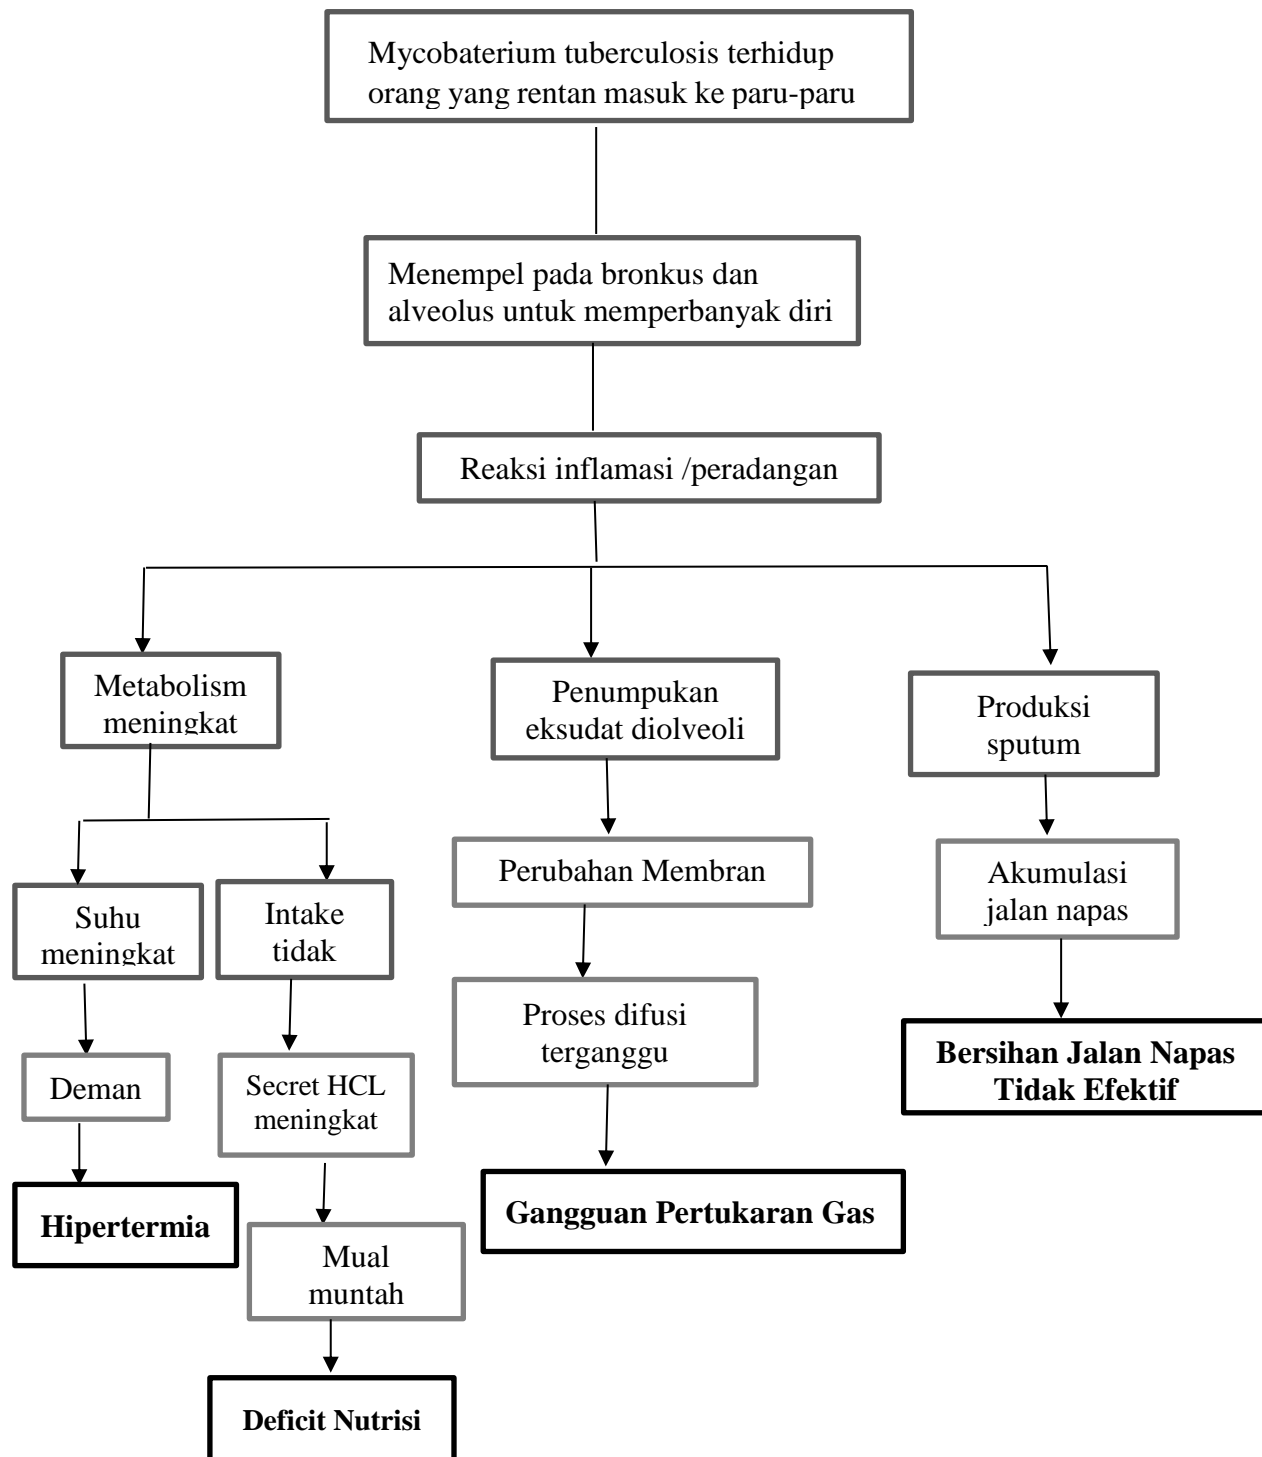 Mycobaterium tuberculosis terhidup
orang yang rentan masuk ke paru-paru
Menempel pada bronkus dan
alveolus untuk memperbanyak diri
Reaksi inflamasi /peradangan
Metabolism
meningkat
Penumpukan
eksudat diolveoli
Produksi
sputum
Suhu
meningkat
Intake
tidak
Perubahan Membran
Akumulasi
jalan napas
Deman
Secret HCL
meningkat
Proses difusi
terganggu
Bersihan Jalan Napas
Tidak Efektif
Hipertermia
Mual
muntah
Gangguan Pertukaran Gas
Deficit Nutrisi